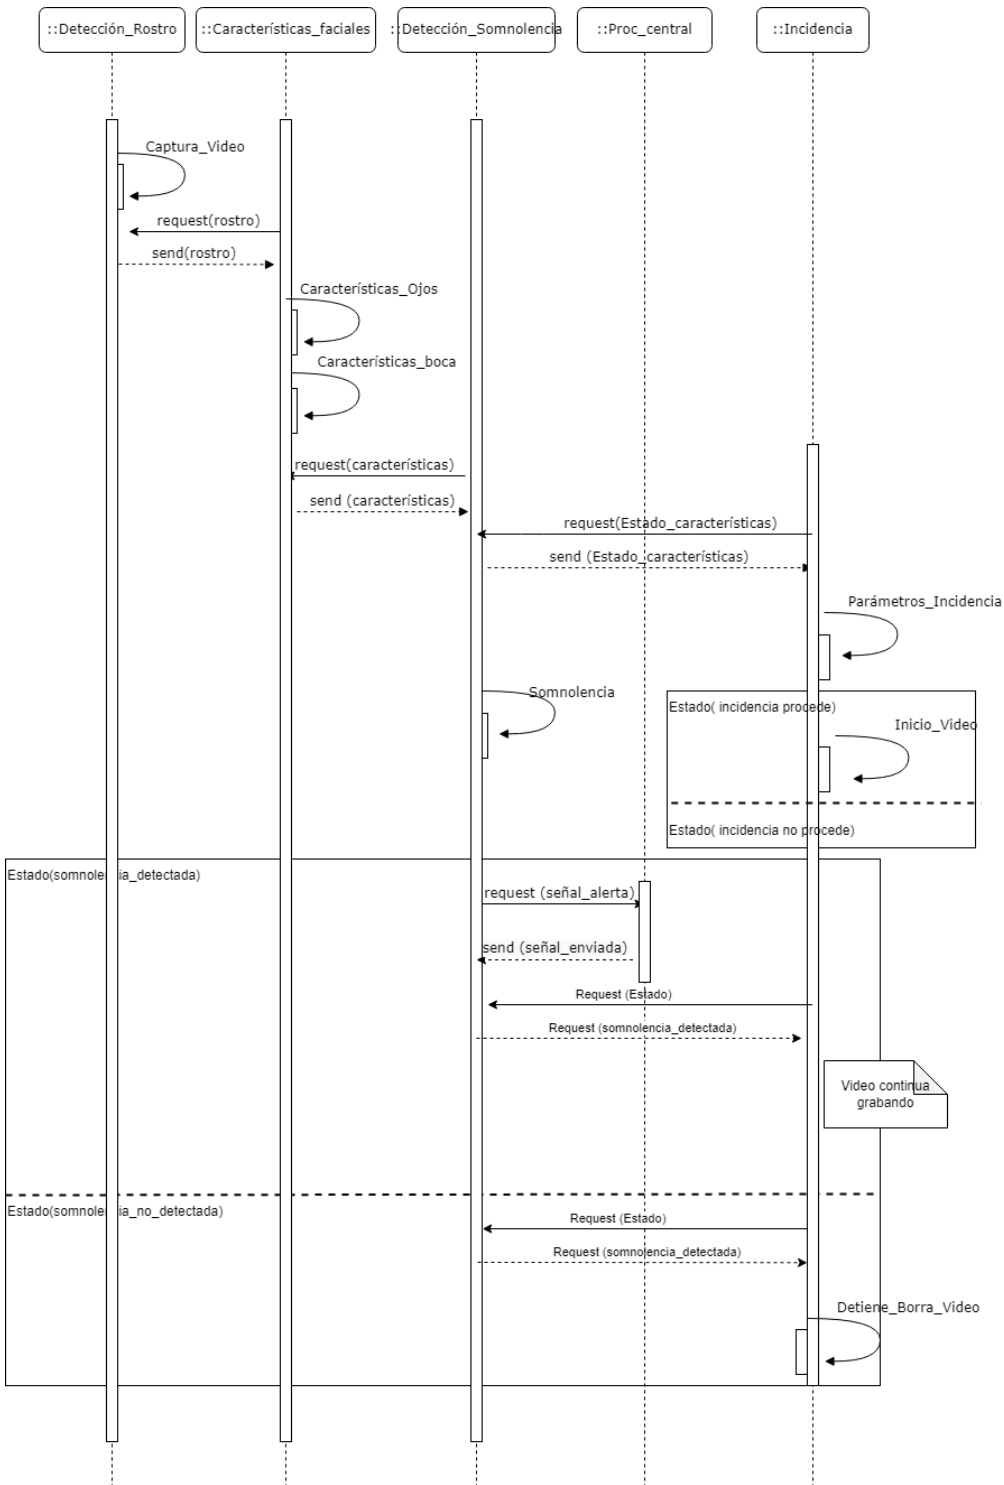 ::Detección_Rostro
::Características_faciales
::Detección_Somnolencia
::Proc_central
::Incidencia
Captura_Video
request(rostro)
send(rostro)
Características_Ojos
Características_boca
request(características)
send (características)
request(Estado_características)
send (Estado_características)
Parámetros_Incidencia
Somnolencia
Estado( incidencia procede)
Inicio_Video
Estado( incidencia no procede)
Estado(somnolencia_detectada)
request (señal_alerta)
send (señal_enviada)
Request (Estado)
Request (somnolencia_detectada)
Video continua
grabando
Estado(somnolencia_no_detectada)
Request (Estado)
Request (somnolencia_detectada)
Detiene_Borra_Video